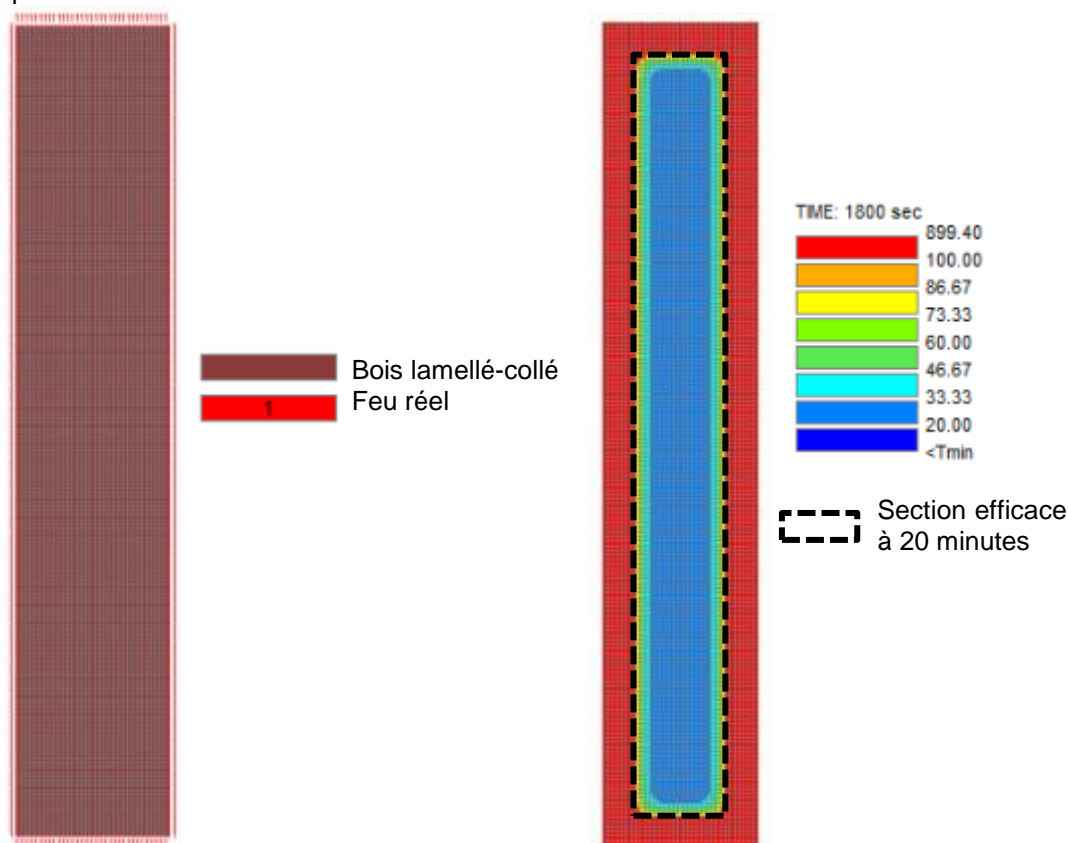 Bois lamellé-collé
1
Feu réel
TIME: 1800 sec
899.40
100.00
86.67
73.33
60.00
46.67
33.33
20.00
<Tmin
Section efficace
à 20 minutes